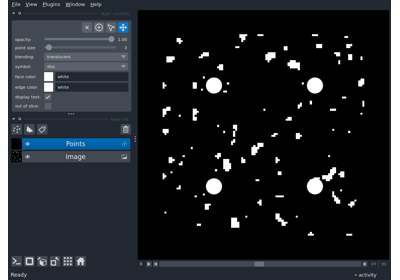 File View Plugins Window Help
opacity: 1.00
point size: 3
blending: translucent
symbol: disc
face color: white
edge color: white
display text:
out of slice:
Points
Image
Ready
activity